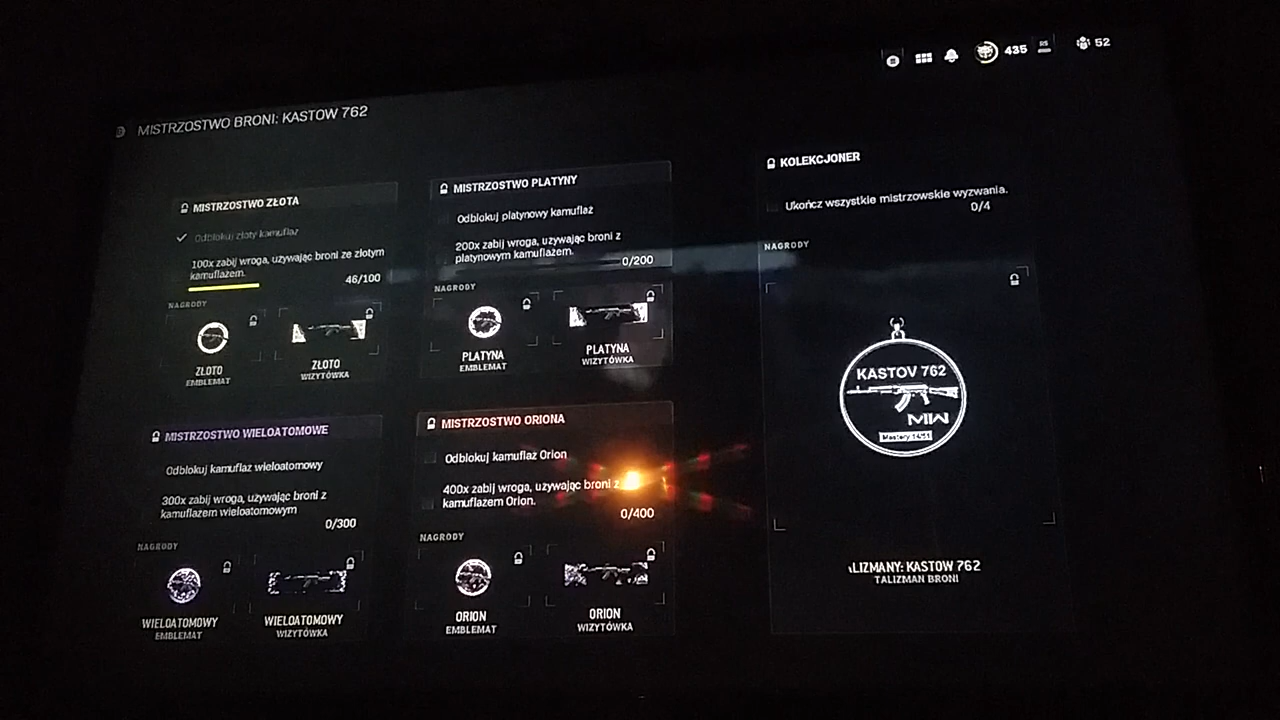 435
52
MISTRZOSTWO BRONI: KASTOW 762
MISTRZOSTWO ZŁOTA
Odblokuj złoty kamuflaż
100x zabij wroga, używając broni ze złotym
kamuflażem.
46/100
NAGRODY
ZŁOTO
EMBLEMAT
ZŁOTO
WIZYTÓWKA
MISTRZOSTWO PLATYNY
Odblokuj platynowy kamuflaż
200x zabij wroga, używając broni z
platynowym kamuflażem.
0/200
NAGRODY
PLATYNA
EMBLEMAT
PLATYNA
WIZYTÓWKA
MISTRZOSTWO WIELOATOMOWE
Odblokuj kamuflaż wieloatomowy
300x zabij wroga, używając broni z
kamuflażem wieloatomowym
0/300
NAGRODY
WIELOATOMOWY
EMBLEMAT
WIELOATOMOWY
WIZYTÓWKA
MISTRZOSTWO ORIONA
Odblokuj kamuflaż Orion
400x zabij wroga, używając broni z
kamuflażem Orion.
0/400
NAGRODY
ORION
EMBLEMAT
ORION
WIZYTÓWKA
KOLEKCJONER
Ukończ wszystkie mistrzowskie wyzwania.
0/4
NAGRODY
KASTOV 762
MW
LIZMANY: KASTOW 762
TALIZMAN BRONI